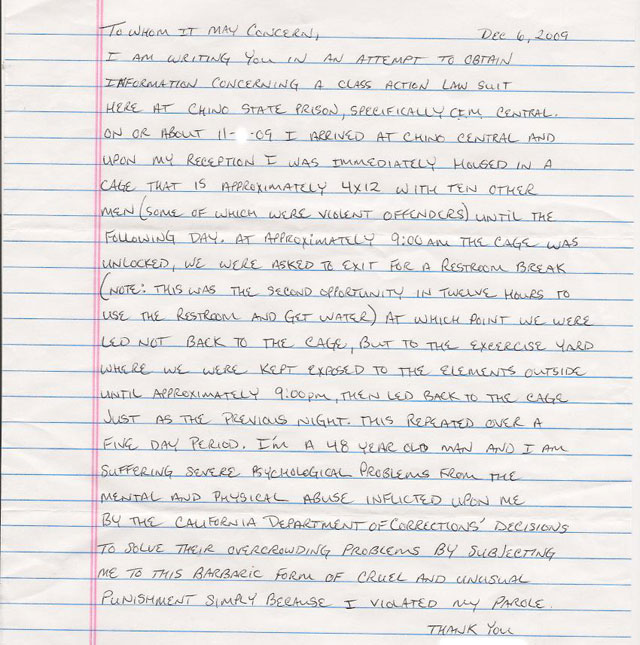 To Whom It May Concern, Dec 6, 2009
I am writing you in an attempt to obtain
information concerning a class action law suit
here at Chino State Prison, specifically C.I.M. Central.
On or about 11- -09 I arrived at Chino Central and
upon my reception I was immediately housed in a
cage that is approximately 4x12 with ten other
men (some of which were violent offenders) until the
following day. At approximately 9:00 am the cage was
unlocked, we were asked to exit for a restroom break
(note: this was the second opportunity in twelve hours to
use the restroom and get water) at which point we were
led not back to the cage, but to the excercise yard
where we were kept exposed to the elements outside
until approximately 9:00 pm, then led back to the cage
just as the previous night. This repeated over a
five day period. I'm a 48 year old man and I am
suffering severe psychological problems from the
mental and physical abuse inflicted upon me
by the California Department of Corrections' decisions
to solve their overcrowding problems by subjecting
me to this barbaric form of cruel and unusual
punishment simply because I violated my parole.
Thank you